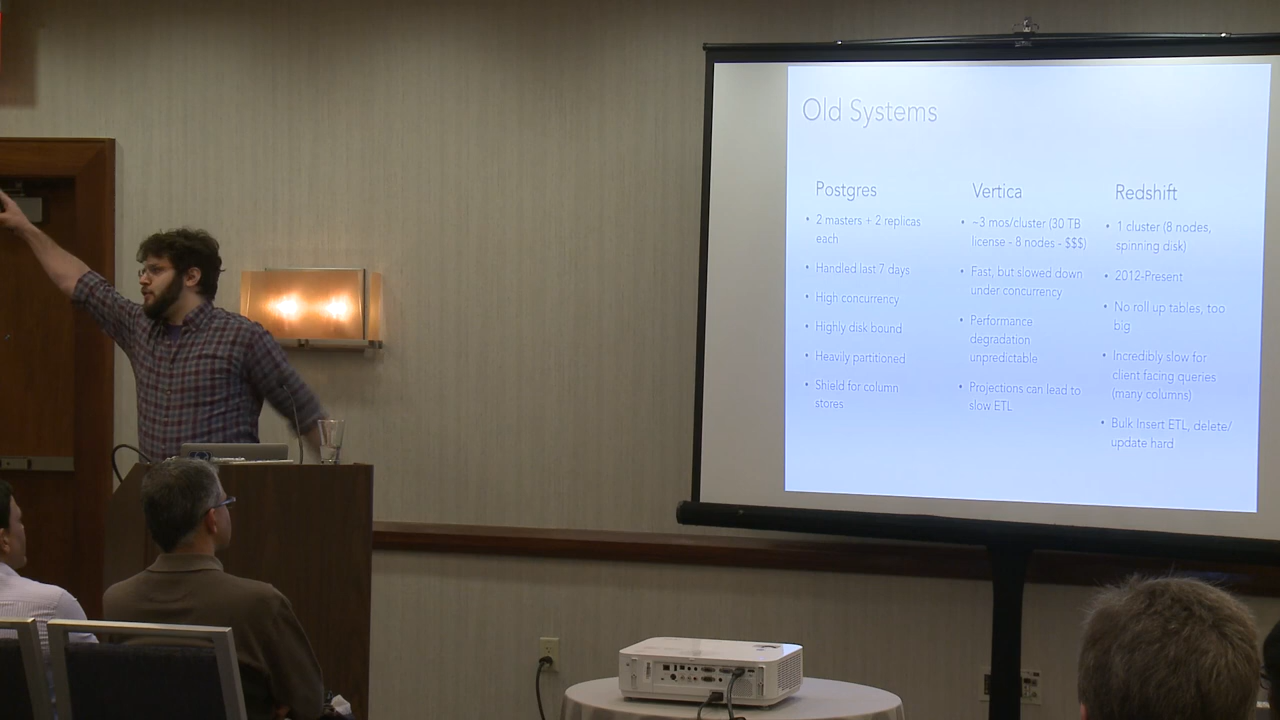 Old Systems
Postgres
• 2 masters + 2 replicas
each
• Handled last 7 days
• High concurrency
• Highly disk bound
• Heavily partitioned
• Shield for column
stores
Vertica
• ~3 mos/cluster (30 TB
license - 8 nodes - $$$)
• Fast, but slowed down
under concurrency
• Performance
degradation
unpredictable
• Projections can lead to
slow ETL
Redshift
• 1 cluster (8 nodes,
spinning disk)
• 2012-Present
• No roll up tables, too
big
• Incredibly slow for
client facing queries
(many columns)
• Bulk Insert ETL, delete/
update hard